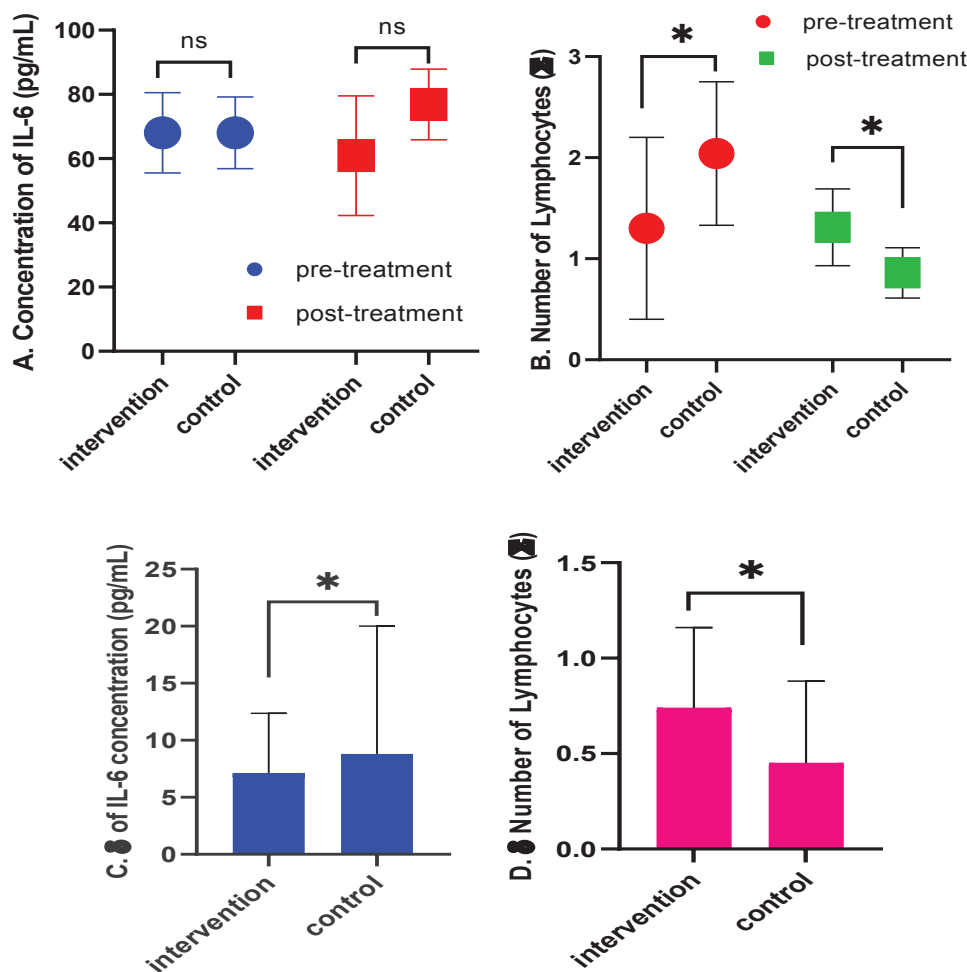 A. Concentration of IL-6 (pg/mL)
100
80
60
40
20
0
ns
ns
pre-treatment
post-treatment
intervention
control
intervention
control
B. Number of Lymphocytes (
3
2
1
0
*
*
pre-treatment
post-treatment
intervention
control
intervention
control
C.
of IL-6 concentration (pg/mL)
25
20
15
10
5
0
*
intervention
control
D.
Number of Lymphocytes (
1.5
1.0
0.5
0.0
*
intervention
control